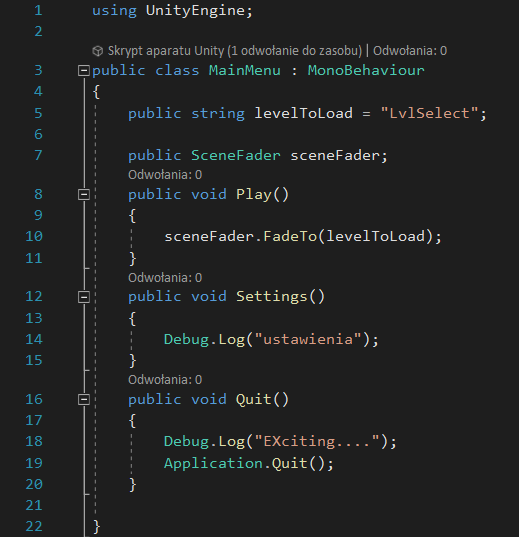 1 using UnityEngine;
2
Skrypt aparatu Unity (1 odwołanie do zasobu) | Odwołania: 0
3 public class MainMenu : MonoBehaviour
4 {
5 public string levelToLoad = "LvlSelect";
6
7 public SceneFader sceneFader;
Odwołania: 0
8 public void Play()
9 {
10 sceneFader.FadeTo(levelToLoad);
11 }
Odwołania: 0
12 public void Settings()
13 {
14 Debug.Log("ustawienia");
15 }
Odwołania: 0
16 public void Quit()
17 {
18 Debug.Log("EXciting....");
19 Application.Quit();
20 }
21
22 }